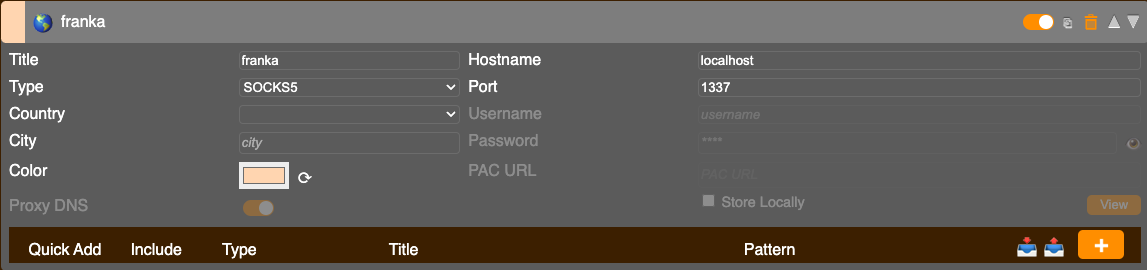 franka
Title franka Hostname localhost
Type SOCKS5 Port 1337
Country Username username
City city Password ****
Color PAC URL PAC URL
Proxy DNS Store Locally View
Quick Add Include Type Title Pattern +